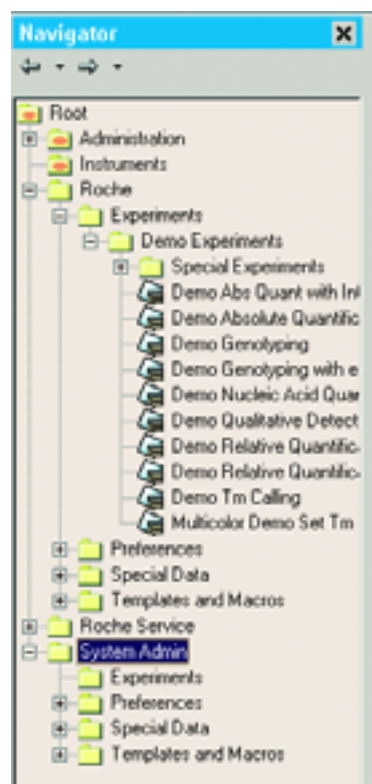 Navigator
Root
Administration
Instruments
Roche
Experiments
Demo Experiments
Special Experiments
Demo Abs Quant with Int
Demo Absolute Quantific
Demo Genotyping
Demo Genotyping with e
Demo Nucleic Acid Quan
Demo Qualitative Detect
Demo Relative Quantific
Demo Relative Quantific
Demo Tm Calling
Multicolor Demo Set Tm
Preferences
Special Data
Templates and Macros
Roche Service
System Admin
Experiments
Preferences
Special Data
Templates and Macros